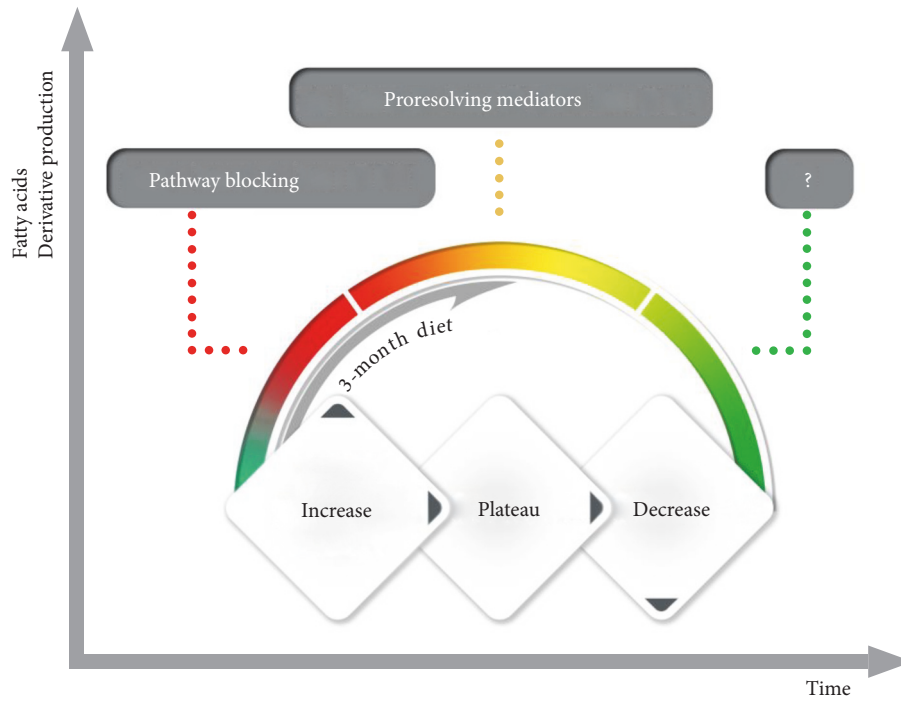 Fatty acids
Derivative production
Proresolving mediators
Pathway blocking
?
3-month diet
Increase
Plateau
Decrease
Time